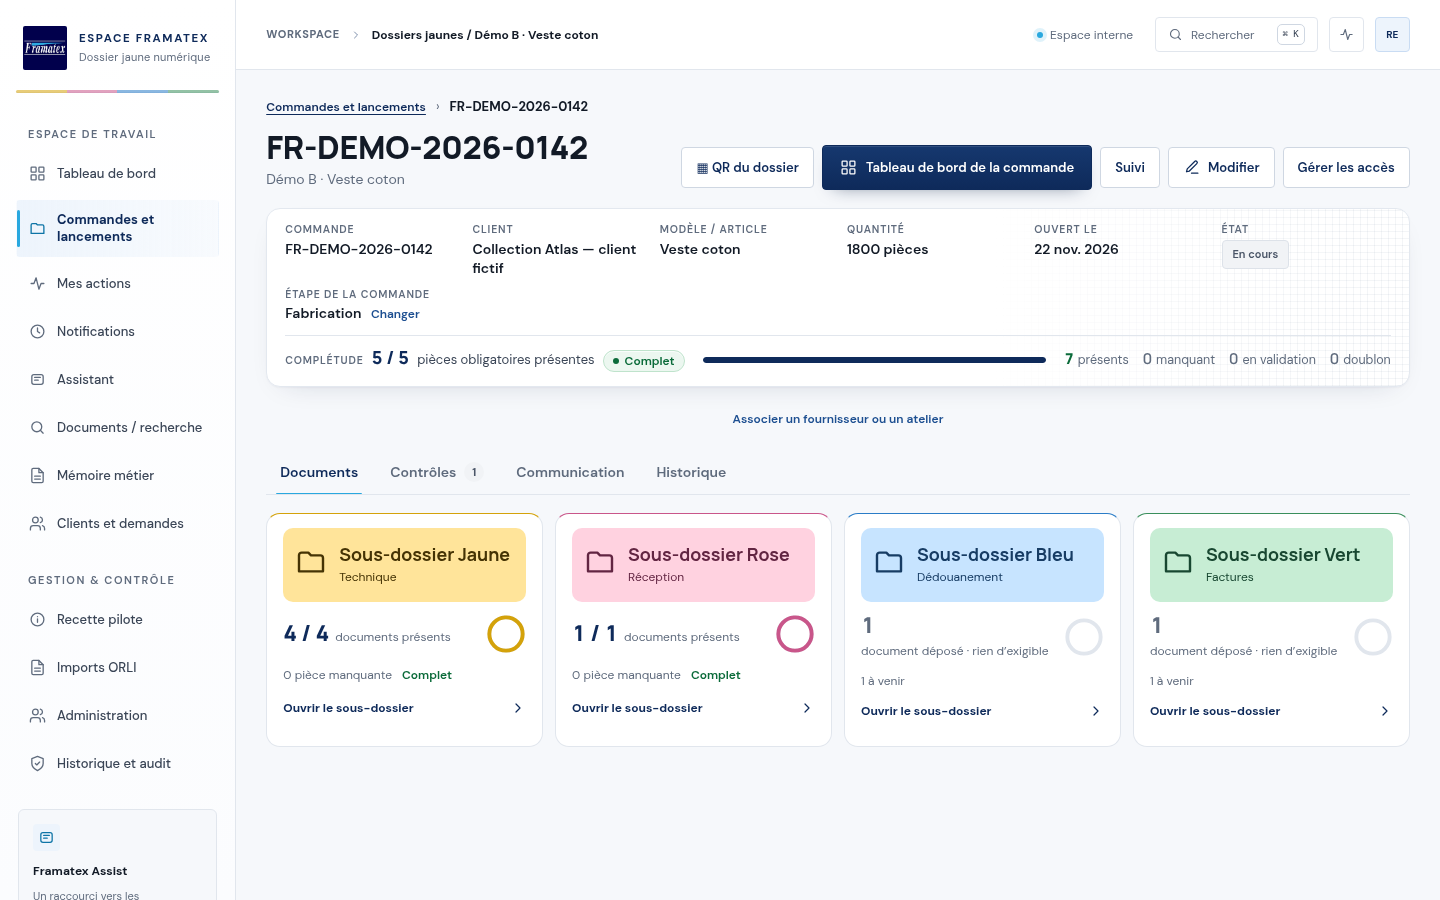 Framatex
ESPACE FRAMATEX
Dossier jaune numérique
ESPACE DE TRAVAIL
Tableau de bord
Commandes et
lancements
Mes actions
Notifications
Assistant
Documents / recherche
Mémoire métier
Clients et demandes
GESTION & CONTRÔLE
Recette pilote
Imports ORLI
Administration
Historique et audit
Framatex Assist
Un raccourci vers les
WORKSPACE
Dossiers jaunes / Démo B · Veste coton
Espace interne
Rechercher
⌘ K
RE
Commandes et lancements › FR-DEMO-2026-0142
FR-DEMO-2026-0142
Démo B · Veste coton
QR du dossier
Tableau de bord de la commande
Suivi
Modifier
Gérer les accès
COMMANDE
FR-DEMO-2026-0142
CLIENT
Collection Atlas — client
fictif
MODÈLE / ARTICLE
Veste coton
QUANTITÉ
1800 pièces
OUVERT LE
22 nov. 2026
ÉTAT
En cours
ÉTAPE DE LA COMMANDE
Fabrication Changer
COMPLÉTUDE 5 / 5 pièces obligatoires présentes Complet 7 présents 0 manquant 0 en validation 0 doublon
Associer un fournisseur ou un atelier
Documents
Contrôles 1
Communication
Historique
Sous-dossier Jaune
Technique
4 / 4 documents présents
0 pièce manquante Complet
Ouvrir le sous-dossier
Sous-dossier Rose
Réception
1 / 1 documents présents
0 pièce manquante Complet
Ouvrir le sous-dossier
Sous-dossier Bleu
Dédouanement
1
document déposé · rien d’exigible
1 à venir
Ouvrir le sous-dossier
Sous-dossier Vert
Factures
1
document déposé · rien d’exigible
1 à venir
Ouvrir le sous-dossier